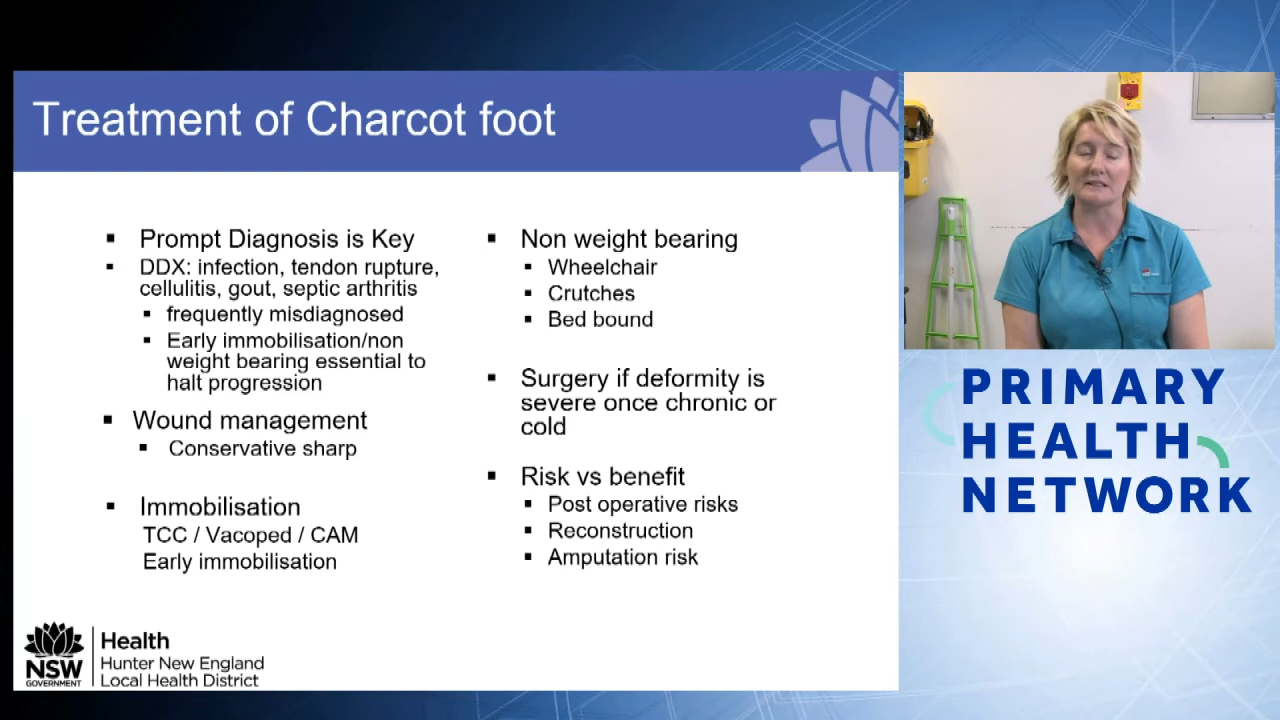 Treatment of Charcot foot
Prompt Diagnosis is Key
DDX: infection, tendon rupture,
cellulitis, gout, septic arthritis
frequently misdiagnosed
Early immobilisation/non
weight bearing essential to
halt progression
Wound management
Conservative sharp
Immobilisation
TCC / Vacoped / CAM
Early immobilisation
Non weight bearing
Wheelchair
Crutches
Bed bound
Surgery if deformity is
severe once chronic or
cold
Risk vs benefit
Post operative risks
Reconstruction
Amputation risk
NSW
GOVERNMENT
Health
Hunter New England
Local Health District
PRIMARY
HEALTH
NETWORK